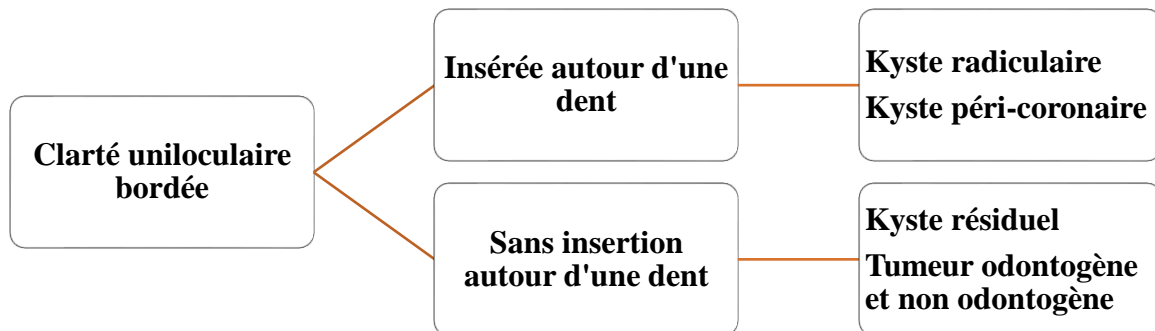 Clarté uniloculaire
bordée
Insérée autour d'une
dent
Kyste radiculaire
Kyste péri-coronaire
Sans insertion
autour d'une dent
Kyste résiduel
Tumeur odontogène
et non odontogène